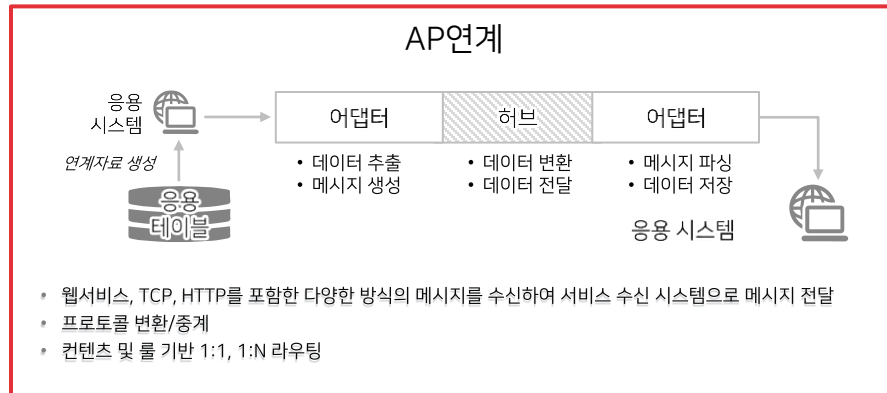 AP연계
응용
시스템
어댑터
허브
어댑터
연계자료 생성
• 데이터 추출
• 메시지 생성
• 데이터 변환
• 데이터 전달
• 메시지 파싱
• 데이터 저장
응용
테이블
응용 시스템
• 웹서비스, TCP, HTTP를 포함한 다양한 방식의 메시지를 수신하여 서비스 수신 시스템으로 메시지 전달
• 프로토콜 변환/중계
• 컨텐츠 및 룰 기반 1:1, 1:N 라우팅